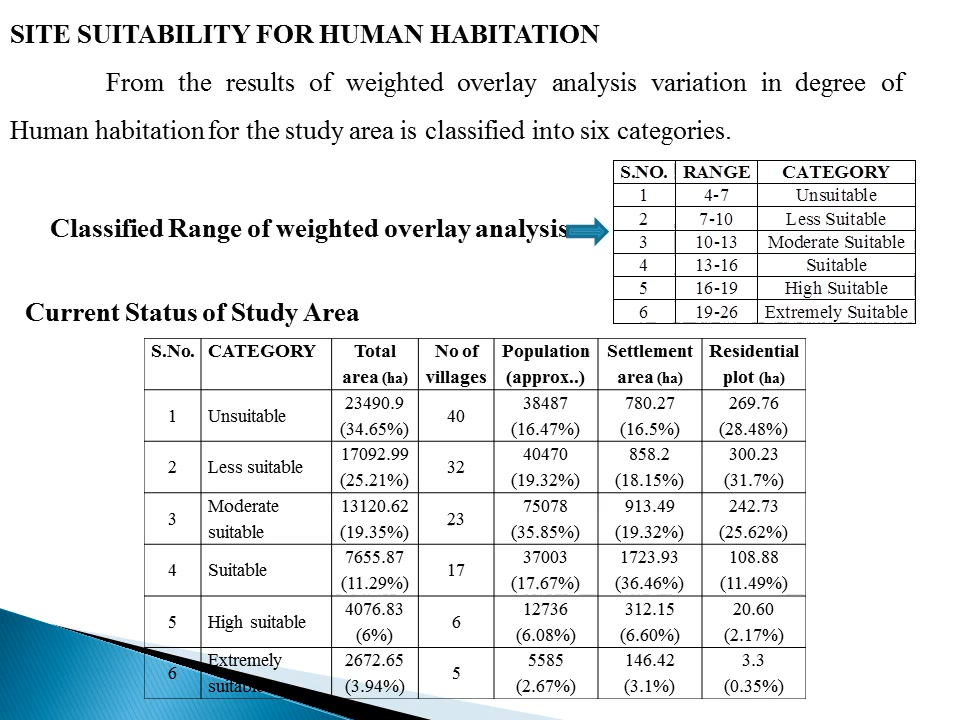 SITE SUITABILITY FOR HUMAN HABITATION
From the results of weighted overlay analysis variation in degree of
Human habitation for the study area is classified into six categories.
S.NO. RANGE CATEGORY
1 4-7 Unsuitable
2 7-10 Less Suitable
3 10-13 Moderate Suitable
4 13-16 Suitable
5 16-19 High Suitable
6 19-26 Extremely Suitable
Classified Range of weighted overlay analysis
Current Status of Study Area
S.No. CATEGORY Total No of Population Settlement Residential
area (ha) villages (approx..) area (ha) plot (ha)
1 Unsuitable 23490.9 40 38487 780.27 269.76
(34.65%) (16.47%) (16.5%) (28.48%)
2 Less suitable 17092.99 32 40470 858.2 300.23
(25.21%) (19.32%) (18.15%) (31.7%)
3 Moderate 13120.62 23 75078 913.49 242.73
suitable (19.35%) (35.85%) (19.32%) (25.62%)
4 Suitable 7655.87 17 37003 1723.93 108.88
(11.29%) (17.67%) (36.46%) (11.49%)
5 High suitable 4076.83 6 12736 312.15 20.60
(6%) (6.08%) (6.60%) (2.17%)
6 Extremely 2672.65 5 5585 146.42 3.3
suitable (3.94%) (2.67%) (3.1%) (0.35%)